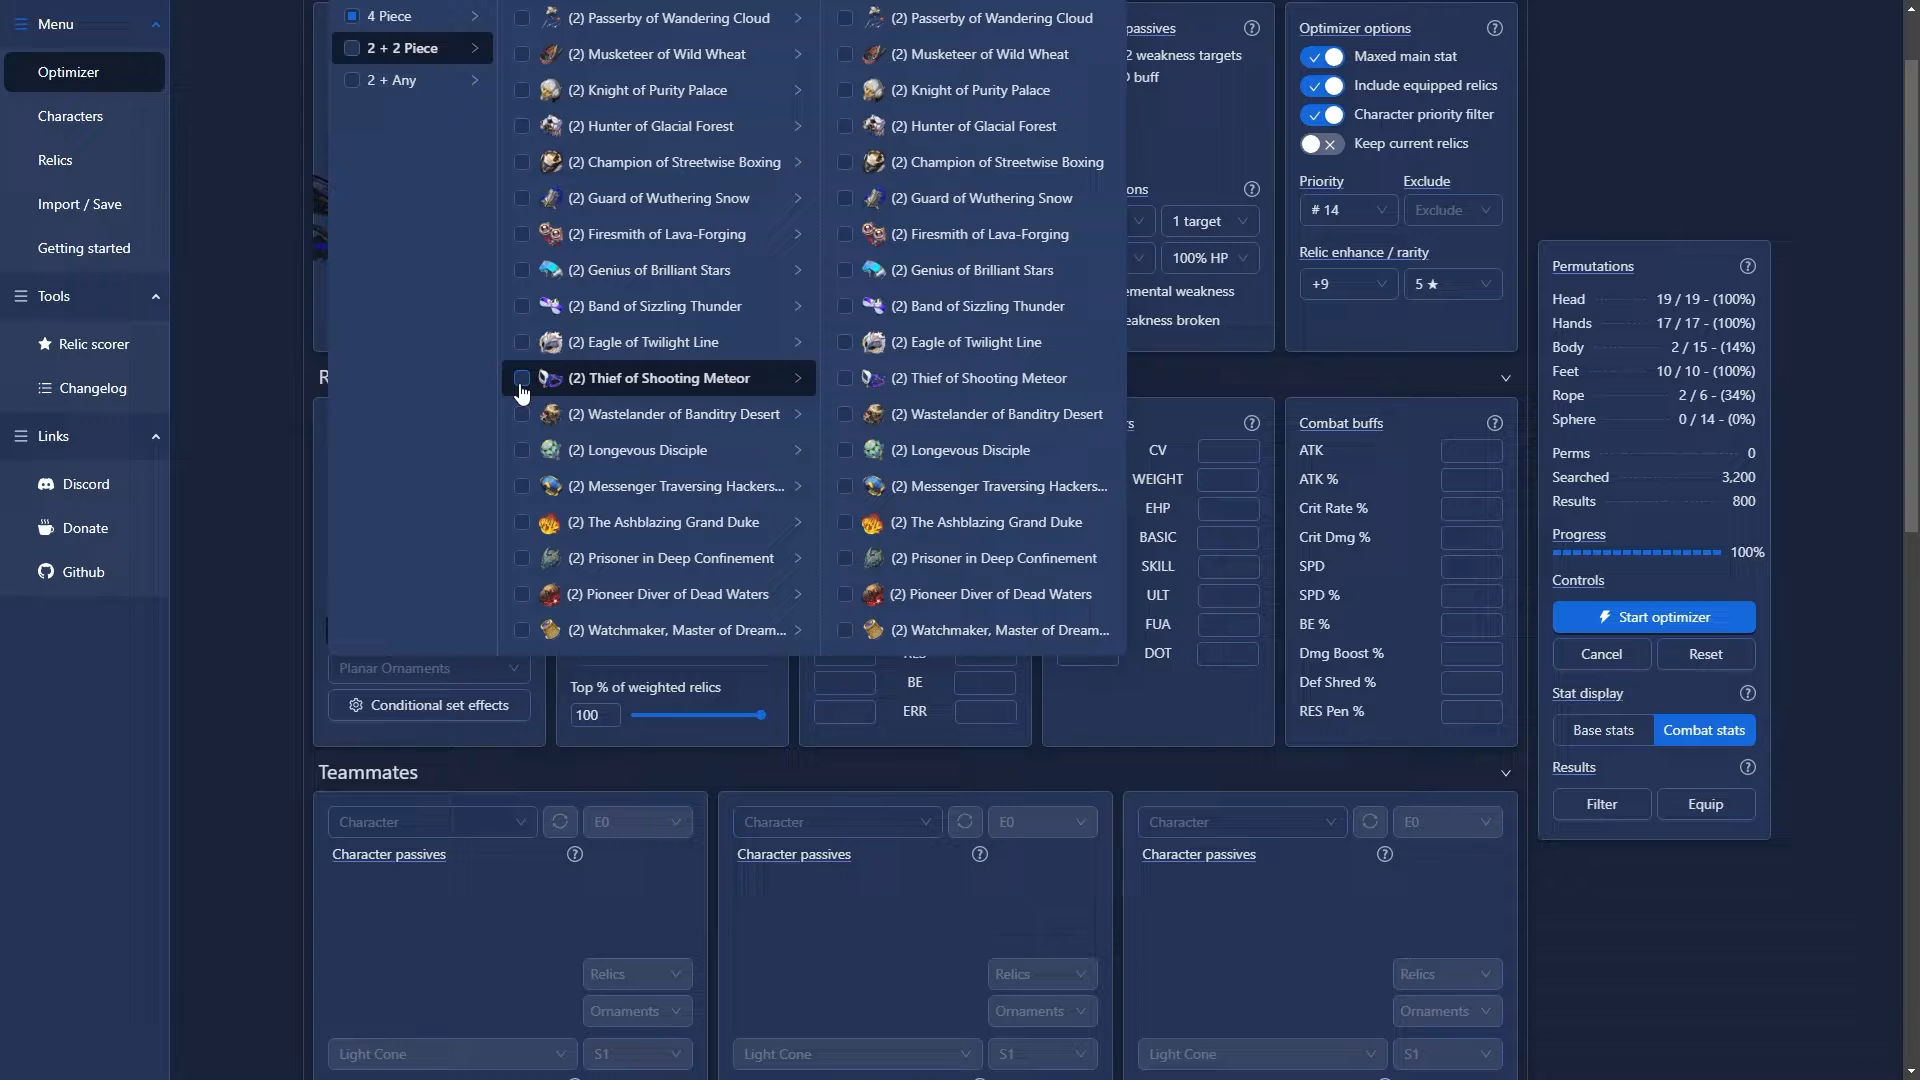 Menu
Optimizer
Characters
Relics
Import / Save
Getting started
Tools
Relic scorer
Changelog
Links
Discord
Donate
Github
4 Piece
2 + 2 Piece
2 + Any
(2) Passerby of Wandering Cloud
(2) Musketeer of Wild Wheat
(2) Knight of Purity Palace
(2) Hunter of Glacial Forest
(2) Champion of Streetwise Boxing
(2) Guard of Wuthering Snow
(2) Firesmith of Lava-Forging
(2) Genius of Brilliant Stars
(2) Band of Sizzling Thunder
(2) Eagle of Twilight Line
(2) Thief of Shooting Meteor
(2) Wastelander of Banditry Desert
(2) Longevous Disciple
(2) Messenger Traversing Hackers...
(2) The Ashblazing Grand Duke
(2) Prisoner in Deep Confinement
(2) Pioneer Diver of Dead Waters
(2) Watchmaker, Master of Dream...
(2) Passerby of Wandering Cloud
(2) Musketeer of Wild Wheat
(2) Knight of Purity Palace
(2) Hunter of Glacial Forest
(2) Champion of Streetwise Boxing
(2) Guard of Wuthering Snow
(2) Firesmith of Lava-Forging
(2) Genius of Brilliant Stars
(2) Band of Sizzling Thunder
(2) Eagle of Twilight Line
(2) Thief of Shooting Meteor
(2) Wastelander of Banditry Desert
(2) Longevous Disciple
(2) Messenger Traversing Hackers...
(2) The Ashblazing Grand Duke
(2) Prisoner in Deep Confinement
(2) Pioneer Diver of Dead Waters
(2) Watchmaker, Master of Dream...
passives
2 weakness targets
buff
ons
1 target
100% HP
emental weakness
eakness broken
Optimizer options
Maxed main stat
Include equipped relics
Character priority filter
Keep current relics
Priority Exclude
# 14 Exclude
Relic enhance / rarity
+9 5 ★
R
Planar Ornaments
Conditional set effects
Top % of weighted relics
100
BE
ERR
rs
CV
WEIGHT
EHP
BASIC
SKILL
ULT
FUA
DOT
Combat buffs
ATK
ATK %
Crit Rate %
Crit Dmg %
SPD
SPD %
BE %
Dmg Boost %
Def Shred %
RES Pen %
Permutations
Head 19 / 19 - (100%)
Hands 17 / 17 - (100%)
Body 2 / 15 - (14%)
Feet 10 / 10 - (100%)
Rope 2 / 6 - (34%)
Sphere 0 / 14 - (0%)
Perms 0
Searched 3,200
Results 800
Progress
100%
Controls
Start optimizer
Cancel Reset
Stat display
Base stats Combat stats
Results
Filter Equip
Teammates
Character E0
Character passives
Relics
Ornaments
Light Cone S1
Character E0
Character passives
Relics
Ornaments
Light Cone S1
Character E0
Character passives
Relics
Ornaments
Light Cone S1